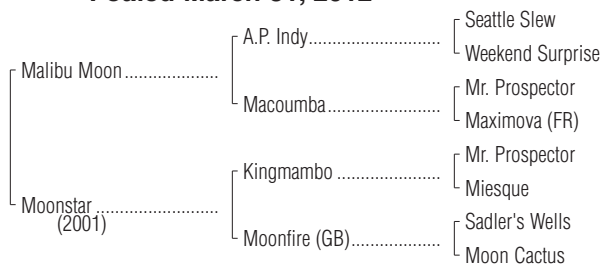 Foaled March 31, 2012
Seattle Slew
A.P. Indy
Weekend Surprise
Malibu Moon
Mr. Prospector
Macoumba
Maximova (FR)
Mr. Prospector
Kingmambo
Miesque
Moonstar
(2001)
Sadler's Wells
Moonfire (GB)
Moon Cactus